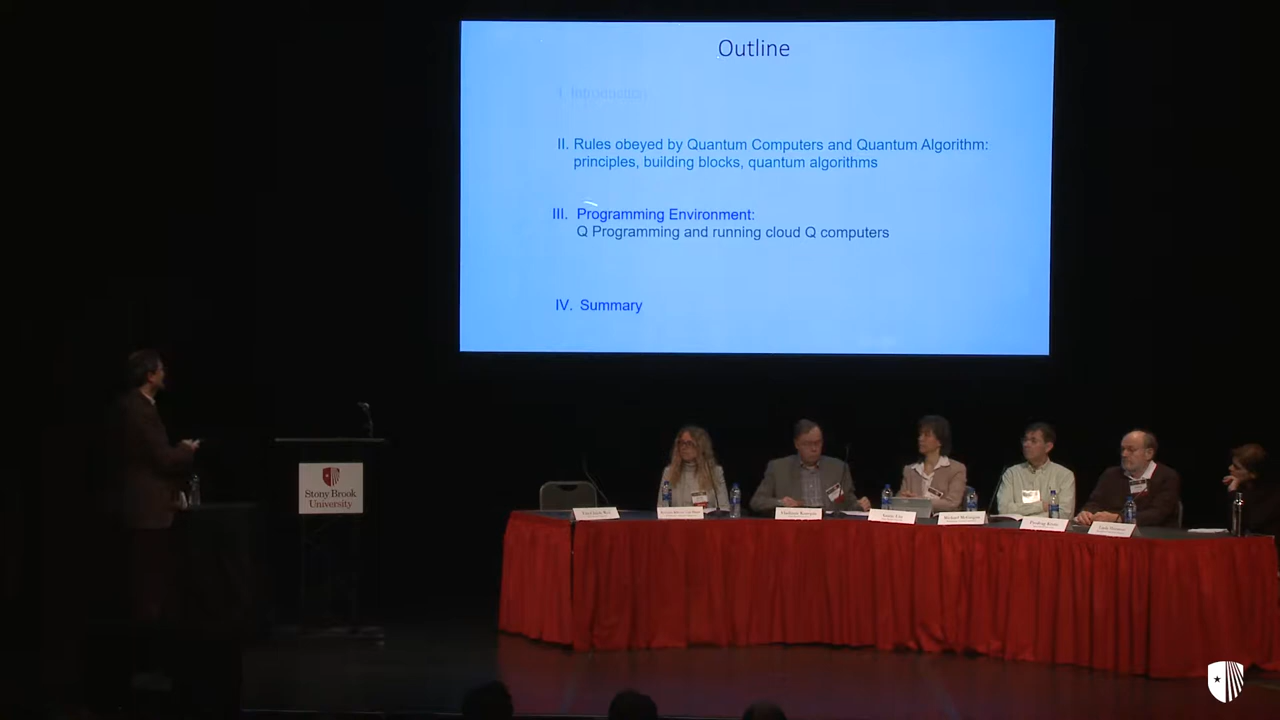 Outline
I. Introduction
II. Rules obeyed by Quantum Computers and Quantum Algorithm:
principles, building blocks, quantum algorithms
III. Programming Environment:
Q Programming and running cloud Q computers
IV. Summary
Stony Brook
University